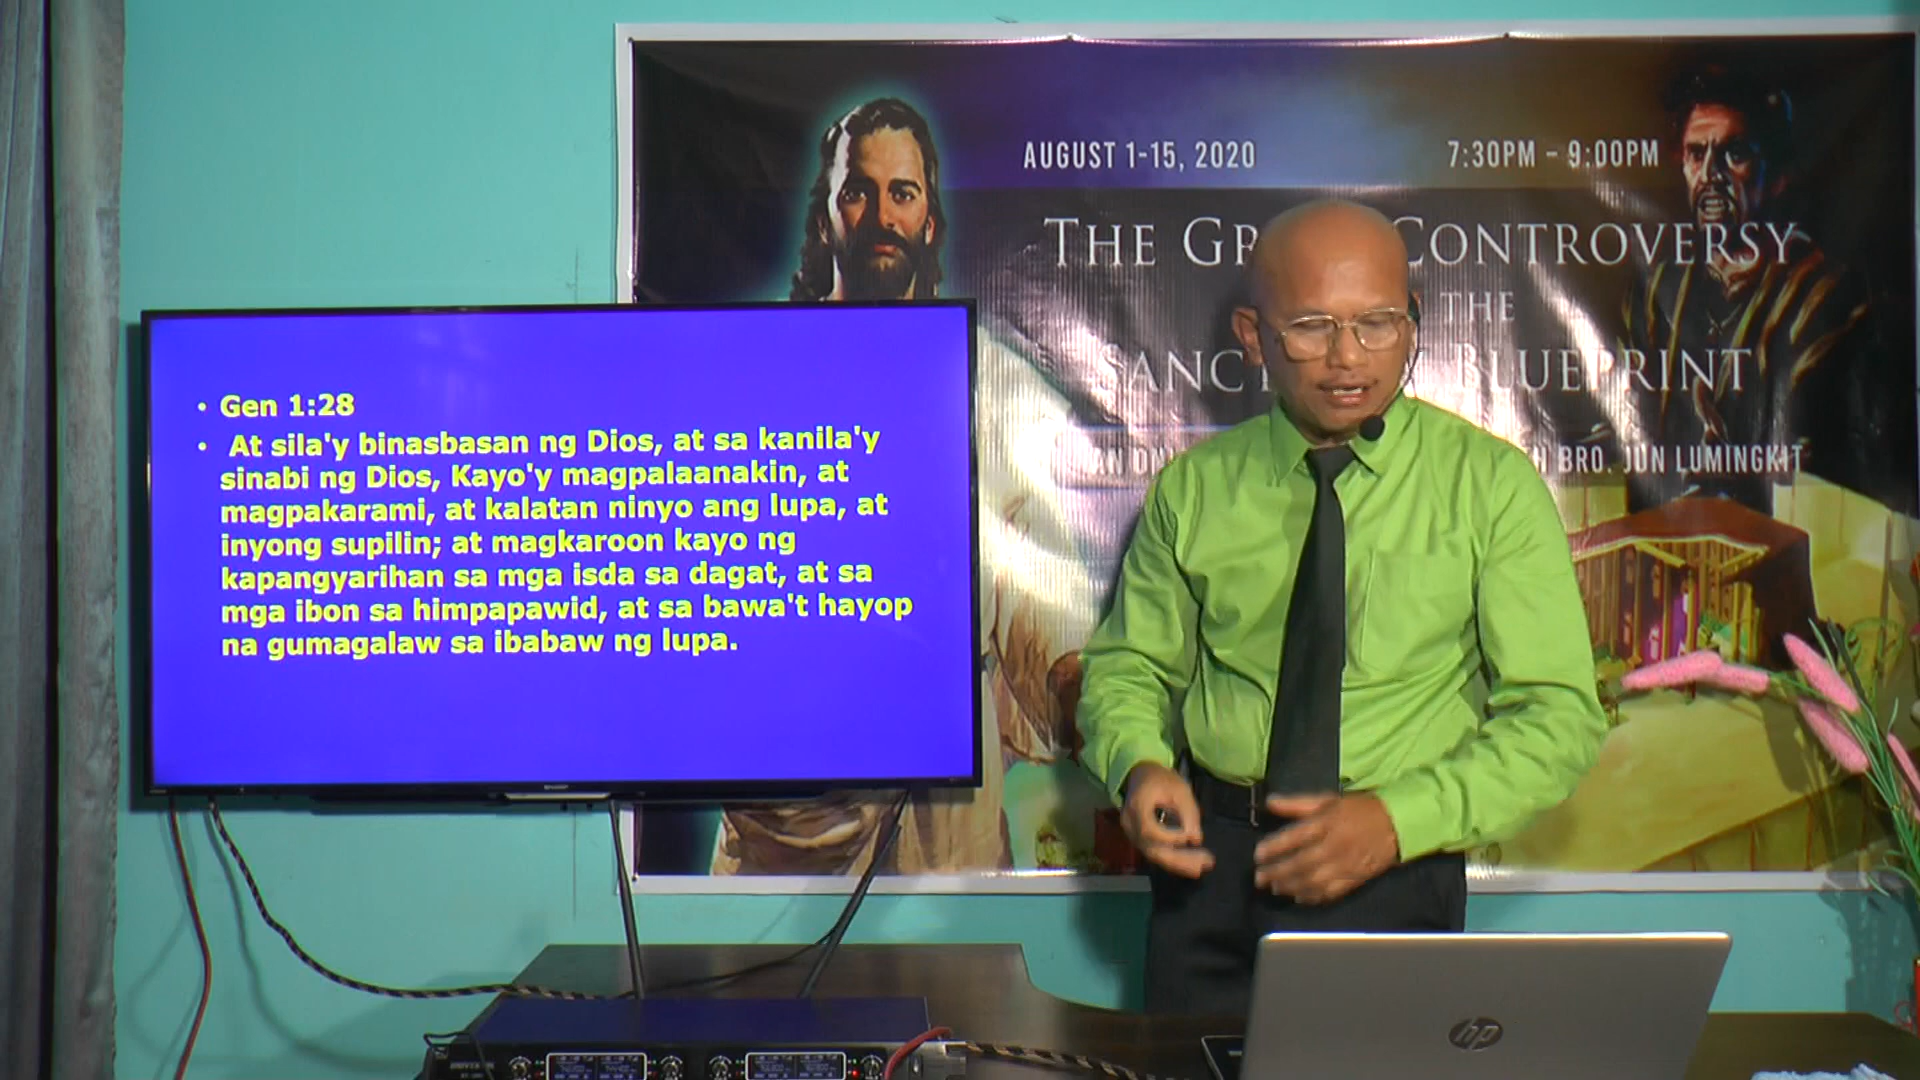 AUGUST 1-15, 2020
7:30PM - 9:00PM
THE GR CONTROVERSY
THE
SANC BLUEPRINT
BRO. JUN LUMINGKIT
• Gen 1:28
• At sila'y binasbasan ng Dios, at sa kanila'y
sinabi ng Dios, Kayo'y magpalaanakin, at
magpakarami, at kalatan ninyo ang lupa, at
inyong supilin; at magkaroon kayo ng
kapangyarihan sa mga isda sa dagat, at sa
mga ibon sa himpapawid, at sa bawa't hayop
na gumagalaw sa ibabaw ng lupa.
hp